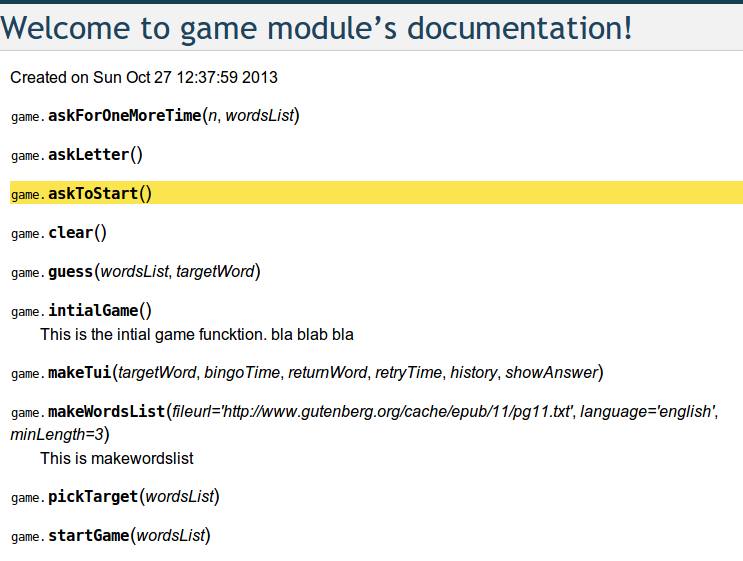 Welcome to game module’s documentation!
Created on Sun Oct 27 12:37:59 2013
game.askForOneMoreTime(n, wordsList)
game.askLetter()
game.askToStart()
game.clear()
game.guess(wordsList, targetWord)
game.intialGame()
This is the intial game funcktion. bla blab bla
game.makeTui(targetWord, bingoTime, returnWord, retryTime, history, showAnswer)
game.makeWordsList(fileurl='http://www.gutenberg.org/cache/epub/11/pg11.txt', language='english',
minLength=3)
This is makewordslist
game.pickTarget(wordsList)
game.startGame(wordsList)